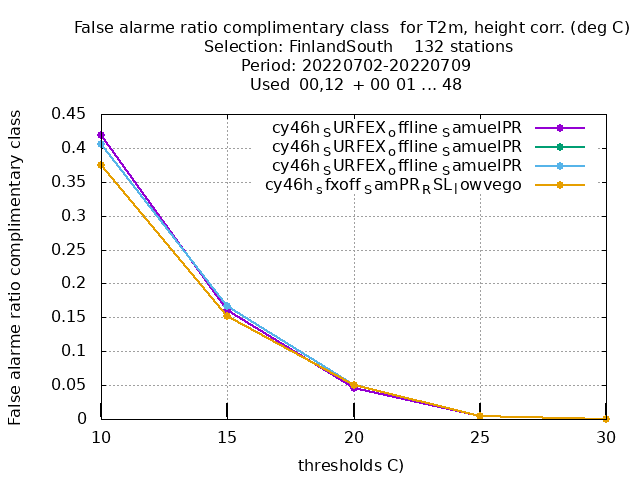 False alarme ratio complimentary class  for T2m, height corr. (deg C)
Selection: FinlandSouth    132 stations
Period: 20220702-20220709
Used  00,12  + 00 01 ... 48
False alarme ratio complimentary class
0.45
0.4
0.35
0.3
0.25
0.2
0.15
0.1
0.05
0
cy46h_SURFEX_offline_SamuelPR
cy46h_SURFEX_offline_SamuelPR
cy46h_SURFEX_offline_SamuelPR
cy46h_sfxoff_SamPR_RSL_lowvego
10 15 20 25 30
thresholds C)